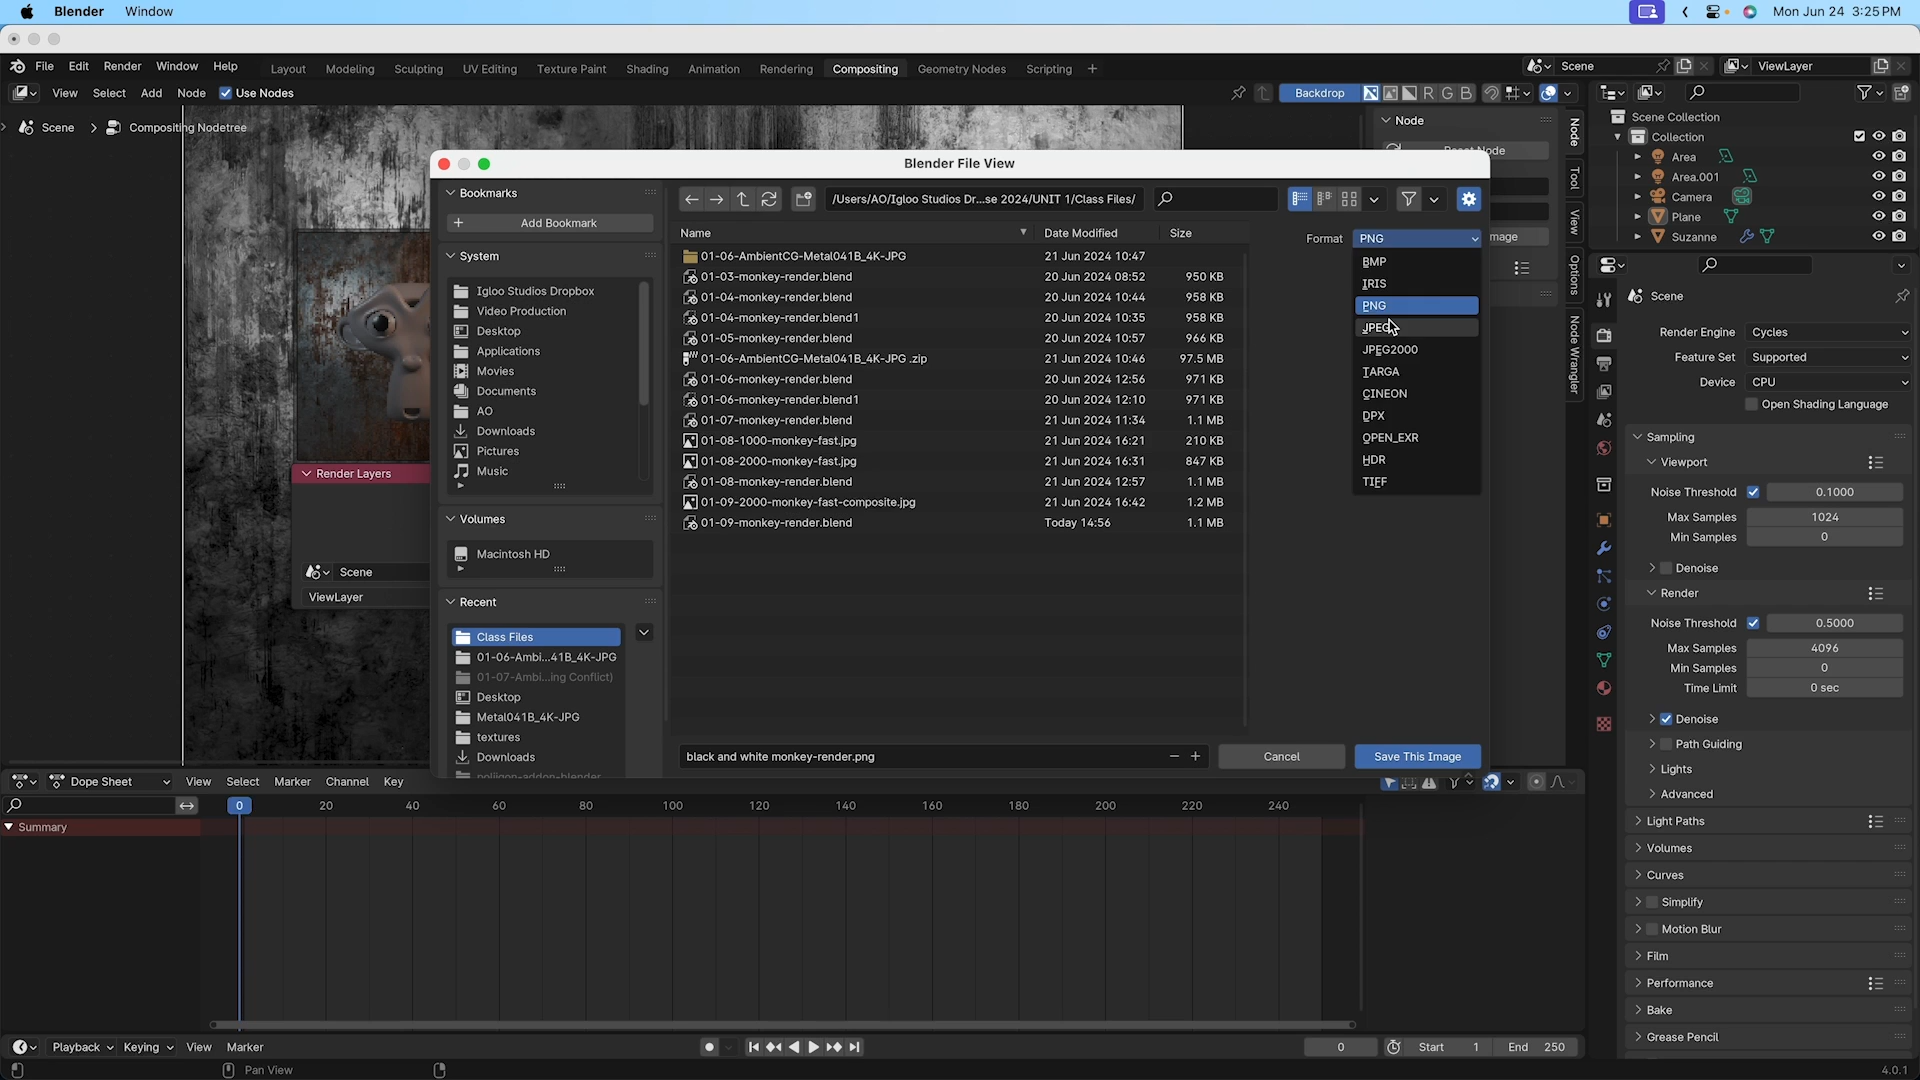 Blender Window
Mon Jun 24 3:25 PM
File Edit Render Window Help
Layout Modeling Sculpting UV Editing Texture Paint Shading Animation Rendering Compositing Geometry Nodes Scripting +
Scene
ViewLayer
View Select Add Node Use Nodes
Backdrop R G B
Scene > Compositing Nodetree
Node
Reset Node
mage
Node
Tool
View
Options
Node Wrangler
Render Layers
Scene
ViewLayer
Blender File View
Bookmarks
+ Add Bookmark
System
Igloo Studios Dropbox
Video Production
Desktop
Applications
Movies
Documents
AO
Downloads
Pictures
Music
Volumes
Macintosh HD
Recent
Class Files
01-06-Ambi...41B_4K-JPG
01-07-Ambi...ing Conflict)
Desktop
Metal041B_4K-JPG
textures
Downloads
poliigon-addon-blender
/Users/AO/Igloo Studios Dr...se 2024/UNIT 1/Class Files/
Name Date Modified Size
01-06-AmbientCG-Metal041B_4K-JPG 21 Jun 2024 10:47
01-03-monkey-render.blend 20 Jun 2024 08:52 950 KB
01-04-monkey-render.blend 20 Jun 2024 10:44 958 KB
01-04-monkey-render.blend1 20 Jun 2024 10:35 958 KB
01-05-monkey-render.blend 20 Jun 2024 10:57 966 KB
01-06-AmbientCG-Metal041B_4K-JPG .zip 21 Jun 2024 10:46 97.5 MB
01-06-monkey-render.blend 20 Jun 2024 12:56 971 KB
01-06-monkey-render.blend1 20 Jun 2024 12:10 971 KB
01-07-monkey-render.blend 21 Jun 2024 11:34 1.1 MB
01-08-1000-monkey-fast.jpg 21 Jun 2024 16:21 210 KB
01-08-2000-monkey-fast.jpg 21 Jun 2024 16:31 847 KB
01-08-monkey-render.blend 21 Jun 2024 12:57 1.1 MB
01-09-2000-monkey-fast-composite.jpg 21 Jun 2024 16:42 1.2 MB
01-09-monkey-render.blend Today 14:56 1.1 MB
Format PNG
BMP
IRIS
PNG
JPEG
JPEG2000
TARGA
CINEON
DPX
OPEN_EXR
HDR
TIFF
black and white monkey-render.png
Cancel
Save This Image
Scene Collection
Collection
Area
Area.001
Camera
Plane
Suzanne
Scene
Render Engine Cycles
Feature Set Supported
Device CPU
Open Shading Language
Sampling
Viewport
Noise Threshold 0.1000
Max Samples 1024
Min Samples 0
Denoise
Render
Noise Threshold 0.5000
Max Samples 4096
Min Samples 0
Time Limit 0 sec
Denoise
Path Guiding
Lights
Advanced
Light Paths
Volumes
Curves
Simplify
Motion Blur
Film
Performance
Bake
Grease Pencil
Dope Sheet View Select Marker Channel Key
0 20 40 60 80 100 120 140 160 180 200 220 240
Summary
Playback Keying View Marker
0 Start 1 End 250
Pan View
4.0.1